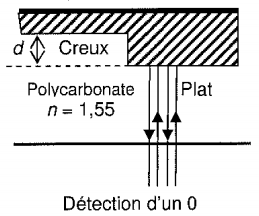 d Creux
Polycarbonate Plat
n = 1,55
Détection d'un 0